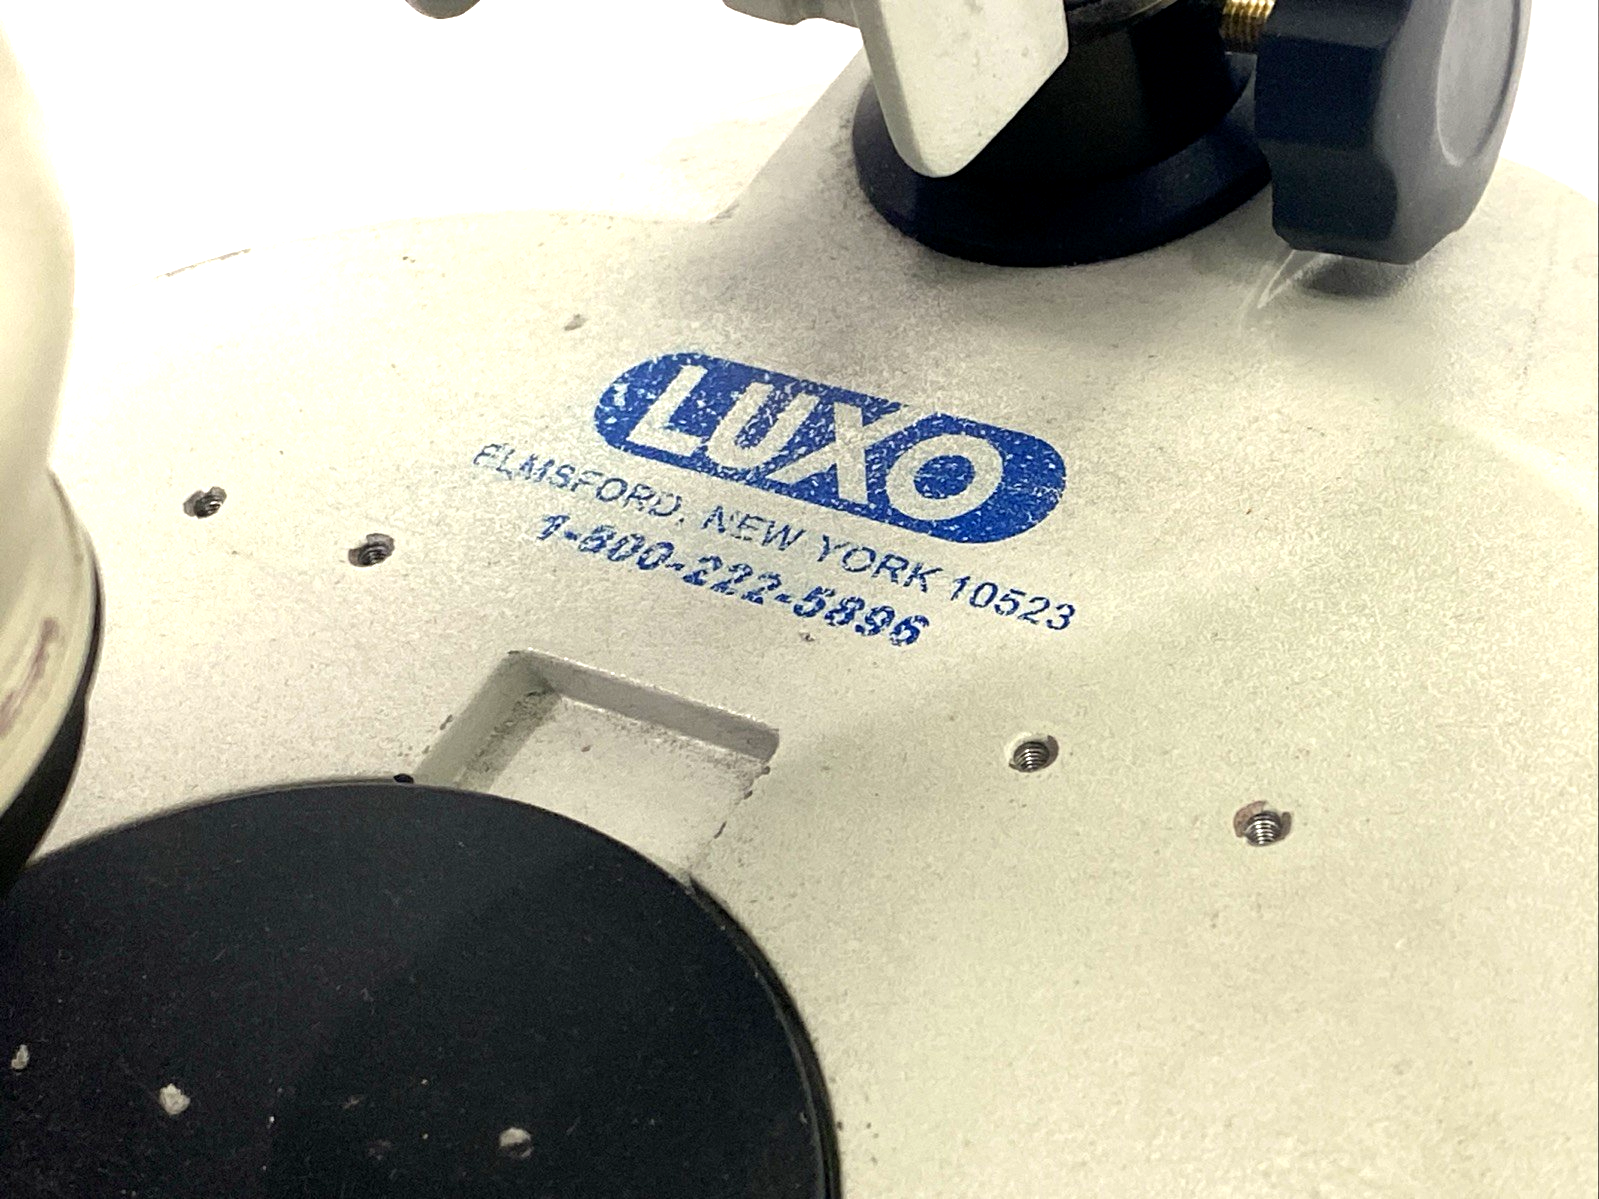 LUXO
ELMSFORD, NEW YORK 10523
1-800-222-5896